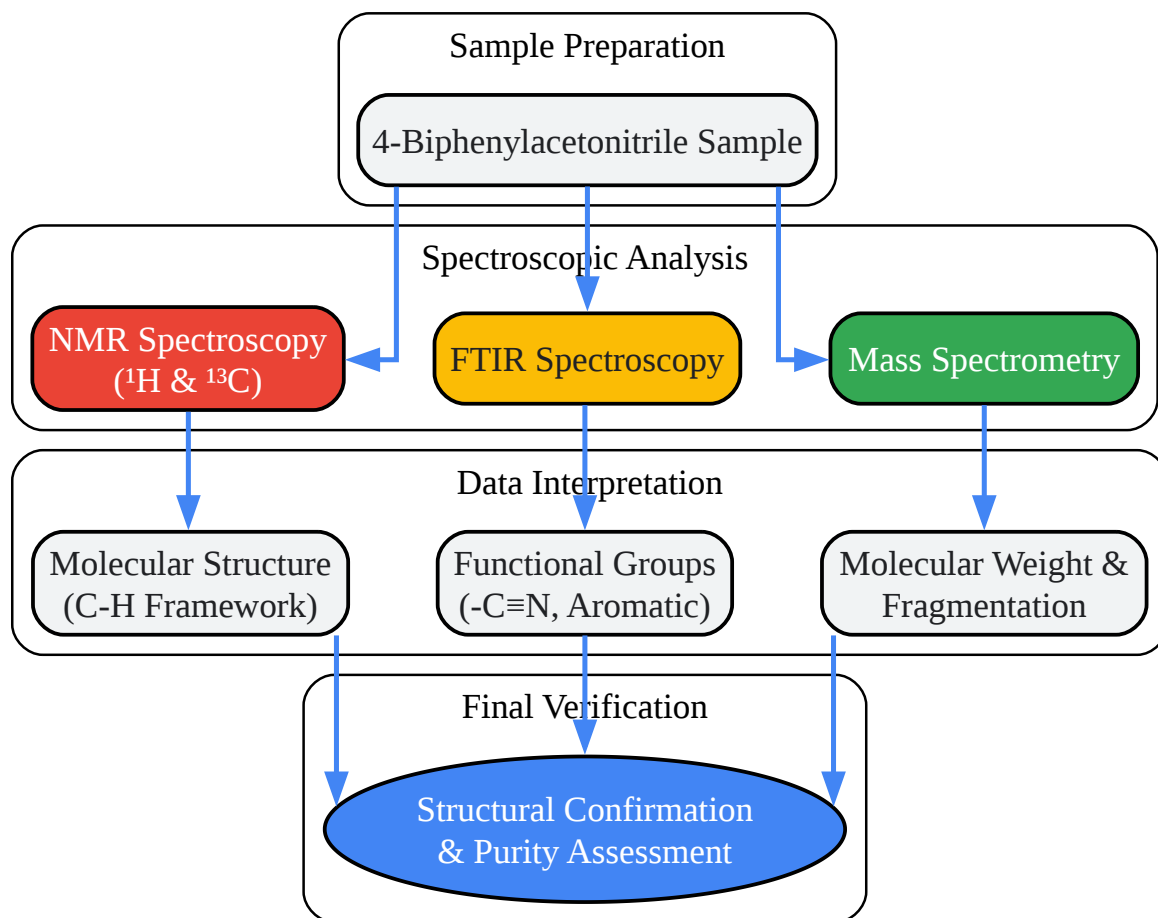 Sample Preparation
4-Biphenylacetonitrile Sample
Spectroscopic Analysis
NMR Spectroscopy
(¹H & ¹³C)
FTIR Spectroscopy
Mass Spectrometry
Data Interpretation
Molecular Structure
(C-H Framework)
Functional Groups
(-C≡N, Aromatic)
Molecular Weight &
Fragmentation
Final Verification
Structural Confirmation
& Purity Assessment